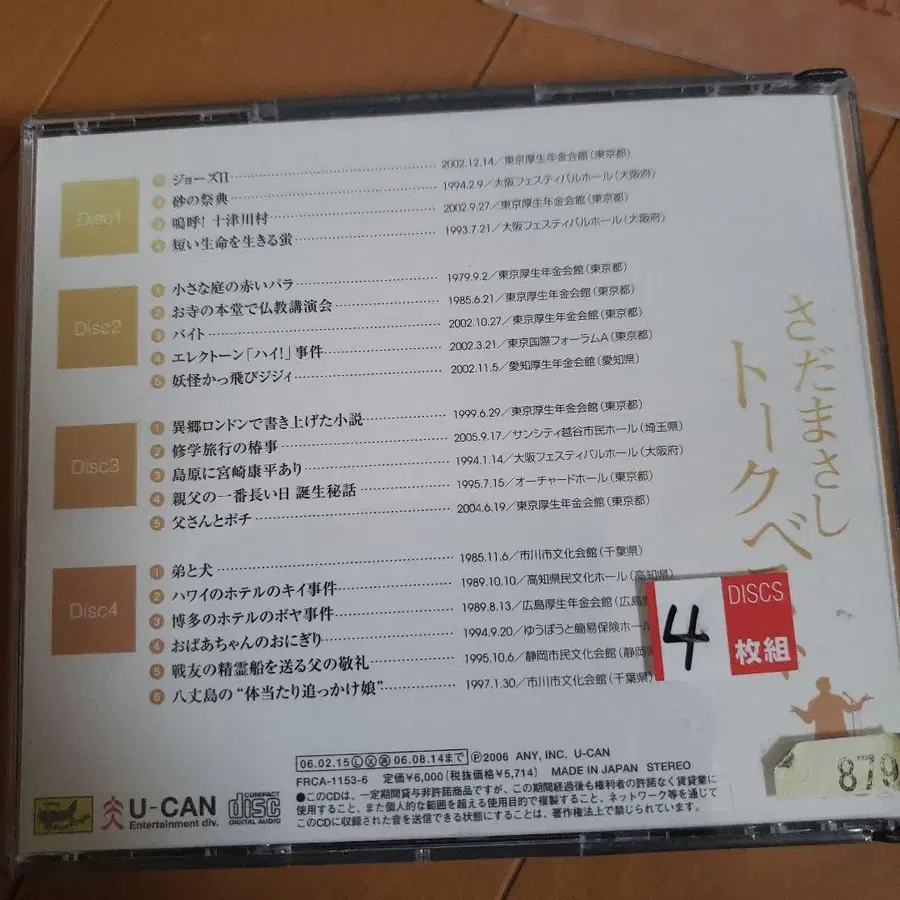 Disc1
1 ジョーズII 2002.12.14／東京厚生年金会館（東京都）
2 砂の祭典 1994.2.9／大阪フェスティバルホール（大阪府）
3 嗚呼！十津川村 2002.9.27／東京厚生年金会館（東京都）
4 短い生命を生きる蛍 1993.7.21／大阪フェスティバルホール（大阪府）
Disc2
1 小さな庭の赤いバラ 1979.9.2／東京厚生年金会館（東京都）
2 お寺の本堂で仏教講演会 1985.6.21／東京厚生年金会館（東京都）
3 バイト 2002.10.27／東京厚生年金会館（東京都）
4 エレクトーン「ハイ！」事件 2002.3.21／東京国際フォーラムA（東京都）
5 妖怪かっ飛びジジィ 2002.11.5／愛知厚生年金会館（愛知県）
Disc3
1 異郷ロンドンで書き上げた小説 1999.6.29／東京厚生年金会館（東京都）
2 修学旅行の椿事 2005.9.17／サンシティ越谷市民ホール（埼玉県）
3 島原に宮崎康平あり 1994.1.14／大阪フェスティバルホール（大阪府）
4 親父の一番長い日 誕生秘話 1995.7.15／オーチャードホール（東京都）
5 父さんとポチ 2004.6.19／東京厚生年金会館（東京都）
Disc4
1 弟と犬 1985.11.6／市川市文化会館（千葉県）
2 ハワイのホテルのキイ事件 1989.10.10／高知県民文化ホール（高知県）
3 博多のホテルのボヤ事件 1989.8.13／広島厚生年金会館（広島
4 おばあちゃんのおにぎり 1994.9.20／ゆうぽうと簡易保険ホール
5 戦友の精霊船を送る父の敬礼 1995.10.6／静岡市民文化会館（静岡
6 八丈島の“体当たり追っかけ娘” 1997.1.30／市川市文化会館（千葉県）
さだまさし
トークベ
4 DISCS
枚組
879
06.02.15 Ⓛ Ⓧ 06.08.14まで ℗2006 ANY, INC. U-CAN
FRCA-1153-6 定価¥6,000（税抜価格¥5,714） MADE IN JAPAN STEREO
●このCDは、一定期間貸与非許諾商品ですが、この期間経過後も権利者の許諾なく賃貸業に
使用すること、また個人的な範囲を超える使用目的で複製すること、ネットワーク等を通じて
このCDに収録された音を送信できる状態にすることは、著作権法上で禁じられています。
U-CAN
Entertainment div.
COMPACT
disc
DIGITAL AUDIO